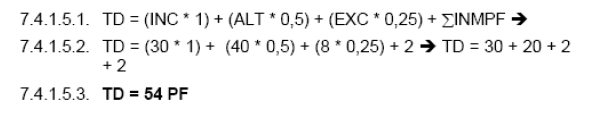 7.4.1.5.1. TD = (INC * 1) + (ALT * 0,5) + (EXC * 0,25) + ∑INMPF ➔
7.4.1.5.2. TD = (30 * 1) + (40 * 0,5) + (8 * 0,25) + 2 ➔ TD = 30 + 20 + 2
+ 2
7.4.1.5.3. TD = 54 PF